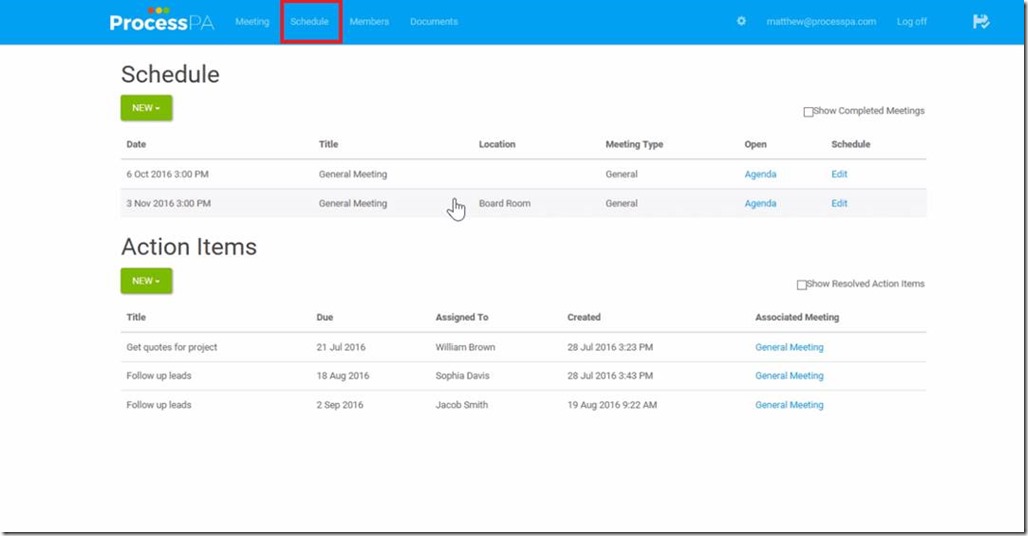 ProcessPA Meeting Schedule Members Documents matthew@processpa.com Log off
Schedule
NEW
Show Completed Meetings
Date Title Location Meeting Type Open Schedule
6 Oct 2016 3:00 PM General Meeting General Agenda Edit
3 Nov 2016 3:00 PM General Meeting Board Room General Agenda Edit
Action Items
NEW
Show Resolved Action Items
Title Due Assigned To Created Associated Meeting
Get quotes for project 21 Jul 2016 William Brown 28 Jul 2016 3:23 PM General Meeting
Follow up leads 18 Aug 2016 Sophia Davis 28 Jul 2016 3:43 PM General Meeting
Follow up leads 2 Sep 2016 Jacob Smith 19 Aug 2016 9:22 AM General Meeting